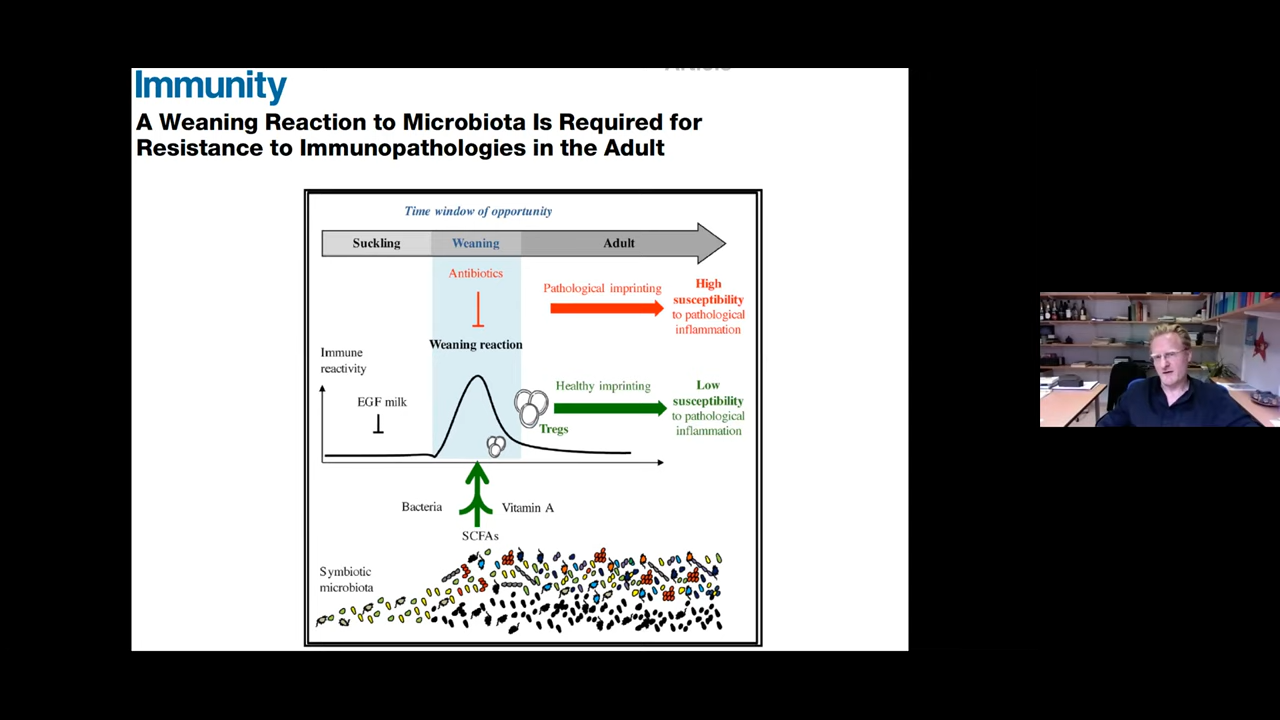 Article
Immunity
A Weaning Reaction to Microbiota Is Required for
Resistance to Immunopathologies in the Adult
Time window of opportunity
Suckling
Weaning
Adult
Antibiotics
Pathological imprinting
High
susceptibility
to pathological
inflammation
Weaning reaction
Immune
reactivity
EGF milk
Healthy imprinting
Low
susceptibility
to pathological
inflammation
Tregs
Bacteria
Vitamin A
SCFAs
Symbiotic
microbiota